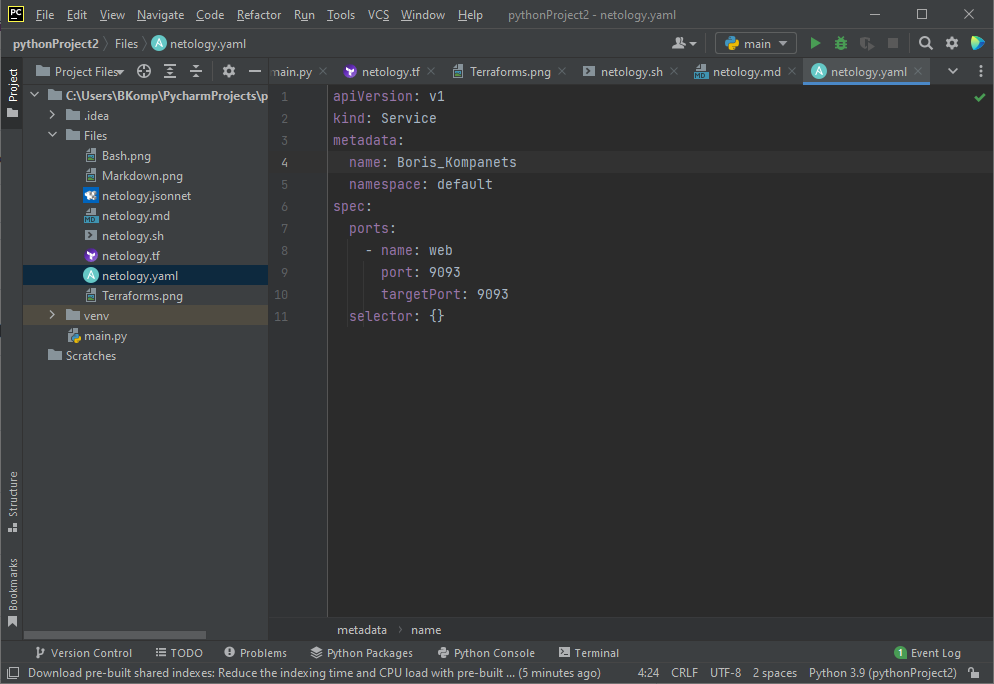 PC File Edit View Navigate Code Refactor Run Tools VCS Window Help pythonProject2 - netology.yaml
pythonProject2 Files A netology.yaml main
Project Files main.py netology.tf Terraforms.png netology.sh MD netology.md A netology.yaml
Project
C:\Users\BKomp\PycharmProjects\p
.idea
Files
Bash.png
Markdown.png
netology.jsonnet
MD netology.md
netology.sh
netology.tf
A netology.yaml
Terraforms.png
venv
main.py
Scratches
1 apiVersion: v1
2 kind: Service
3 metadata:
4 name: Boris_Kompanets
5 namespace: default
6 spec:
7 ports:
8 - name: web
9 port: 9093
10 targetPort: 9093
11 selector: {}
Structure
Bookmarks
metadata name
Version Control TODO Problems Python Packages Python Console Terminal 1 Event Log
Download pre-built shared indexes: Reduce the indexing time and CPU load with pre-built ... (5 minutes ago) 4:24 CRLF UTF-8 2 spaces Python 3.9 (pythonProject2)